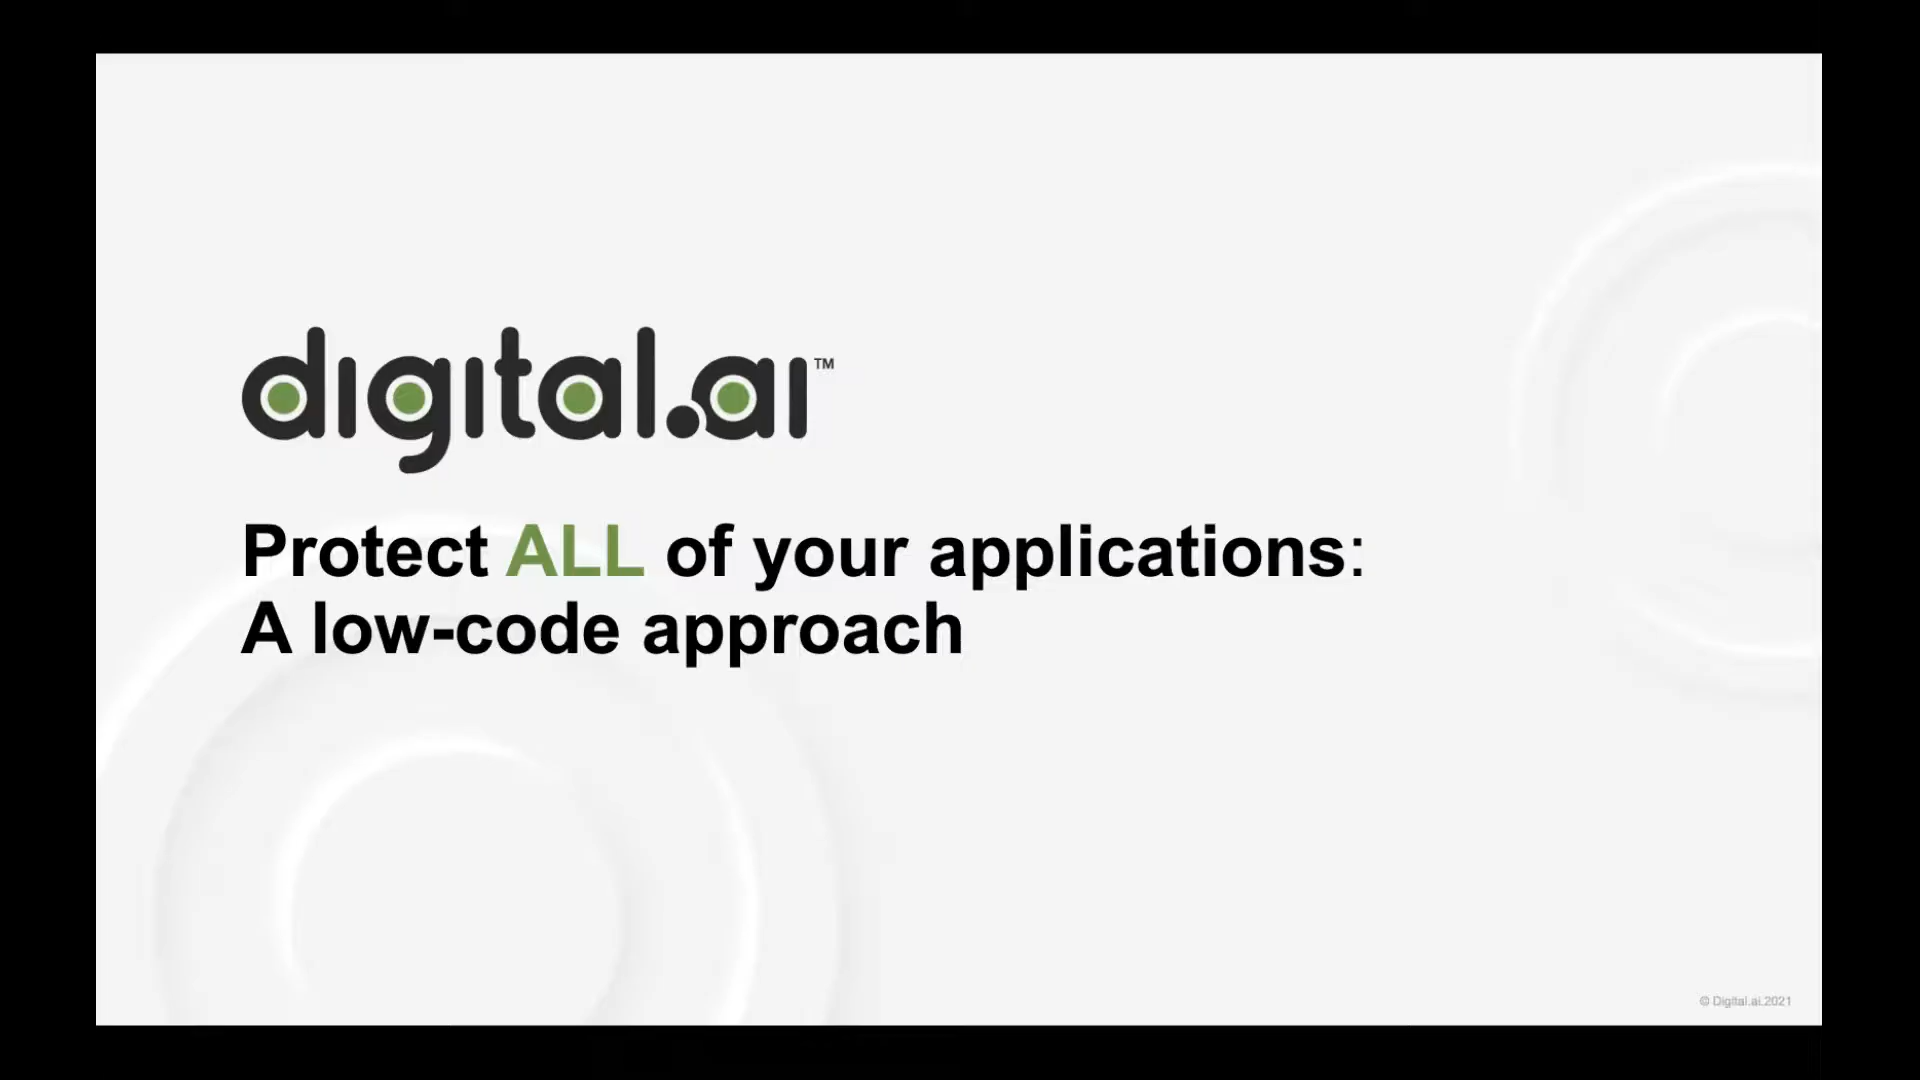 digital.ai™
Protect ALL of your applications:
A low-code approach
© Digital.ai.2021